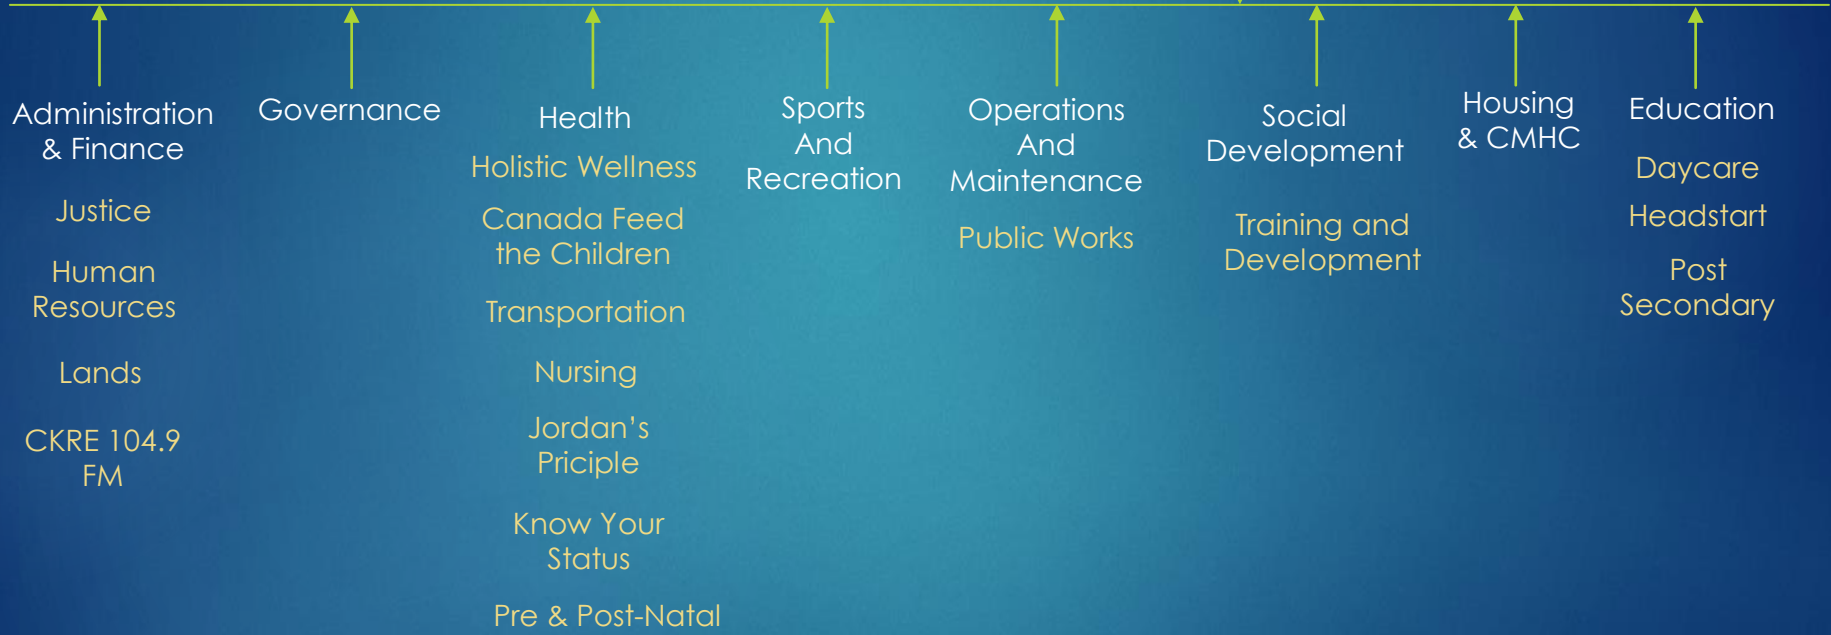 Administration
& Finance
Justice
Human
Resources
Lands
CKRE 104.9
FM
Governance
Health
Holistic Wellness
Canada Feed
the Children
Transportation
Nursing
Jordan’s
Priciple
Know Your
Status
Pre & Post-Natal
Sports
And
Recreation
Operations
And
Maintenance
Public Works
Social
Development
Training and
Development
Housing
& CMHC
Education
Daycare
Headstart
Post
Secondary